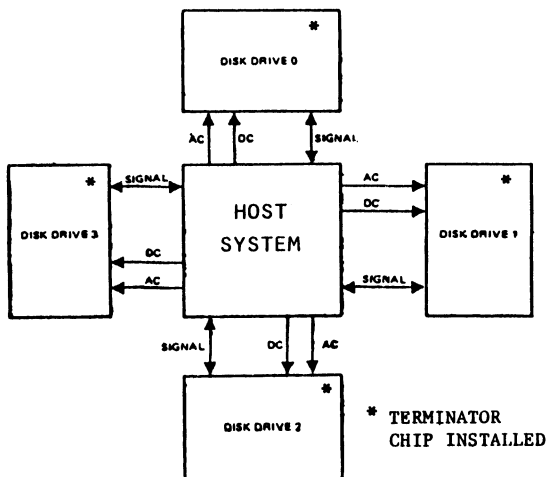 *
DISK DRIVE 0
AC DC SIGNAL
*
SIGNAL
DISK DRIVE 3
DC
AC
HOST
SYSTEM
AC
*
DC
DISK DRIVE 1
SIGNAL
SIGNAL DC AC
*
DISK DRIVE 2
* TERMINATOR
CHIP INSTALLED